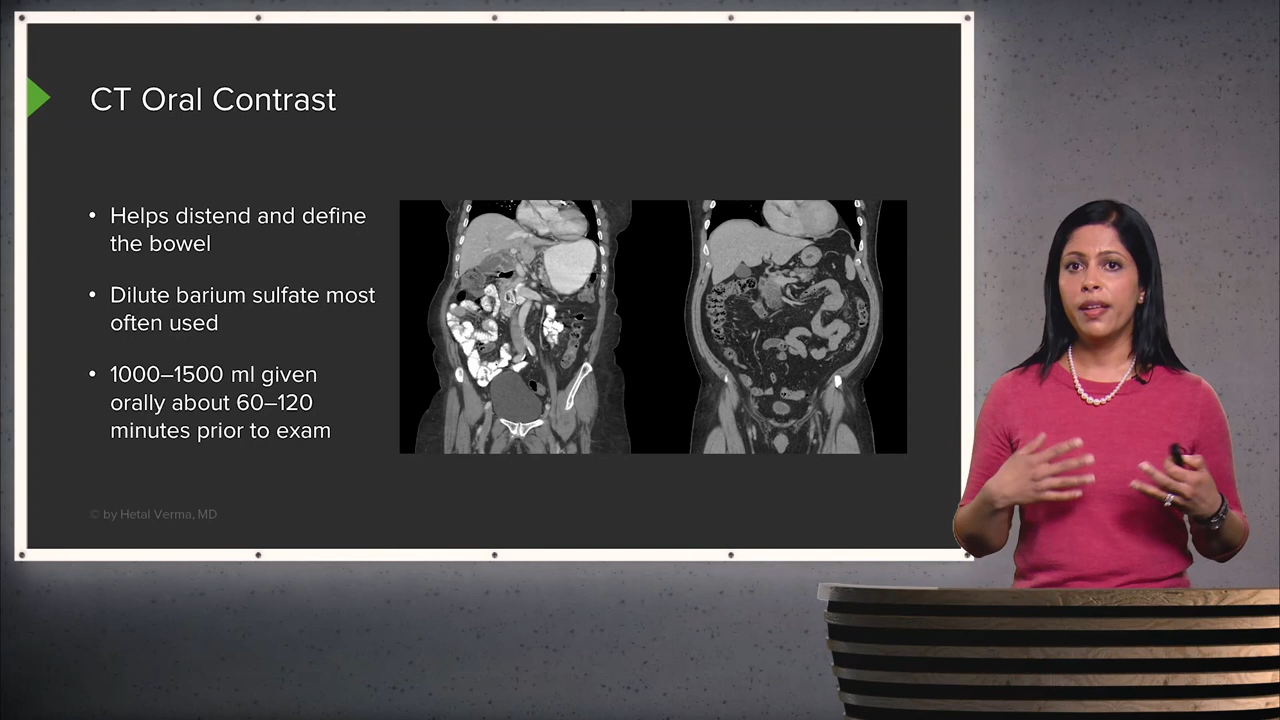 CT Oral Contrast
• Helps distend and define
the bowel
• Dilute barium sulfate most
often used
• 1000–1500 ml given
orally about 60–120
minutes prior to exam
© by Hetal Verma, MD